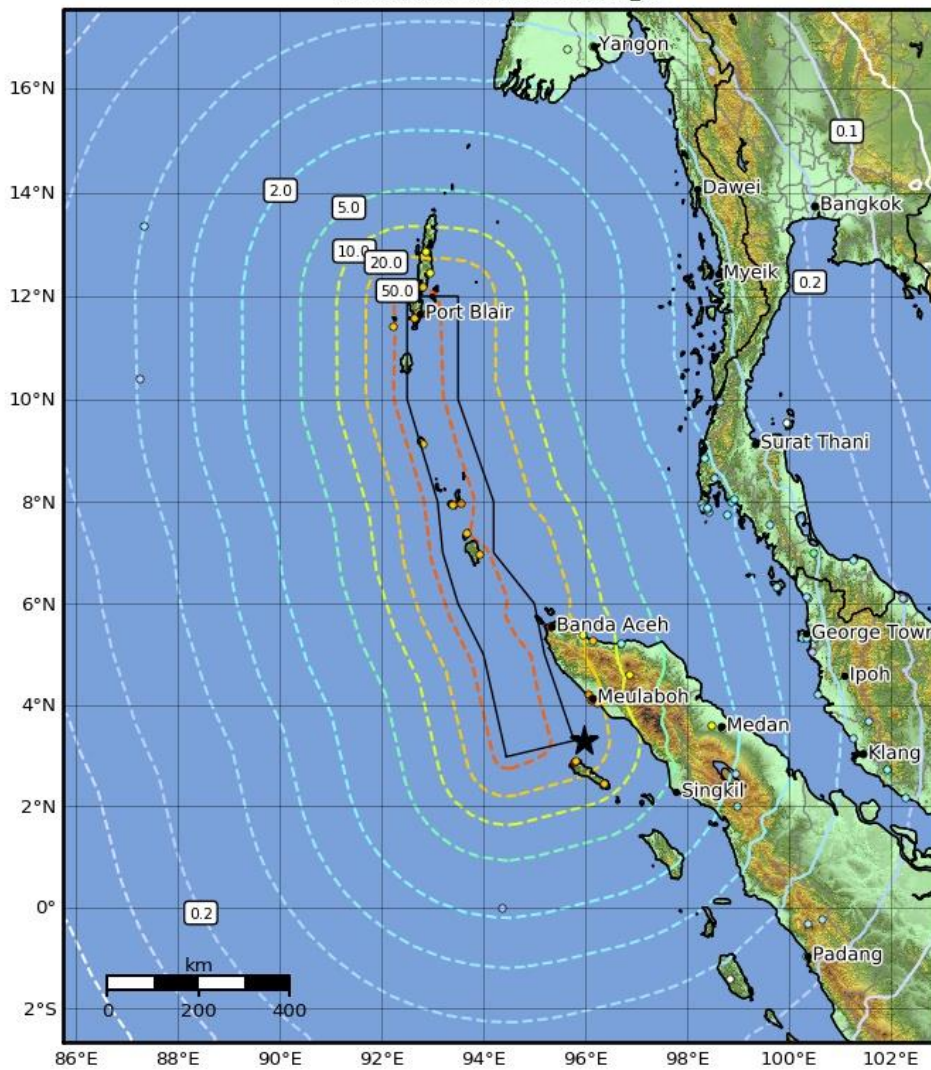 Yangon
16°N
0.1
14°N
2.0
Dawei
5.0
Bangkok
10.0
20.0
Myeik
0.2
12°N
50.0
Port Blair
10°N
Surat Thani
8°N
6°N
Banda Aceh
George Town
Ipoh
4°N
Meulaboh
Medan
Klang
2°N
Singkil
0°
0.2
Padang
km
0 200 400
2°S
86°E 88°E 90°E 92°E 94°E 96°E 98°E 100°E 102°E